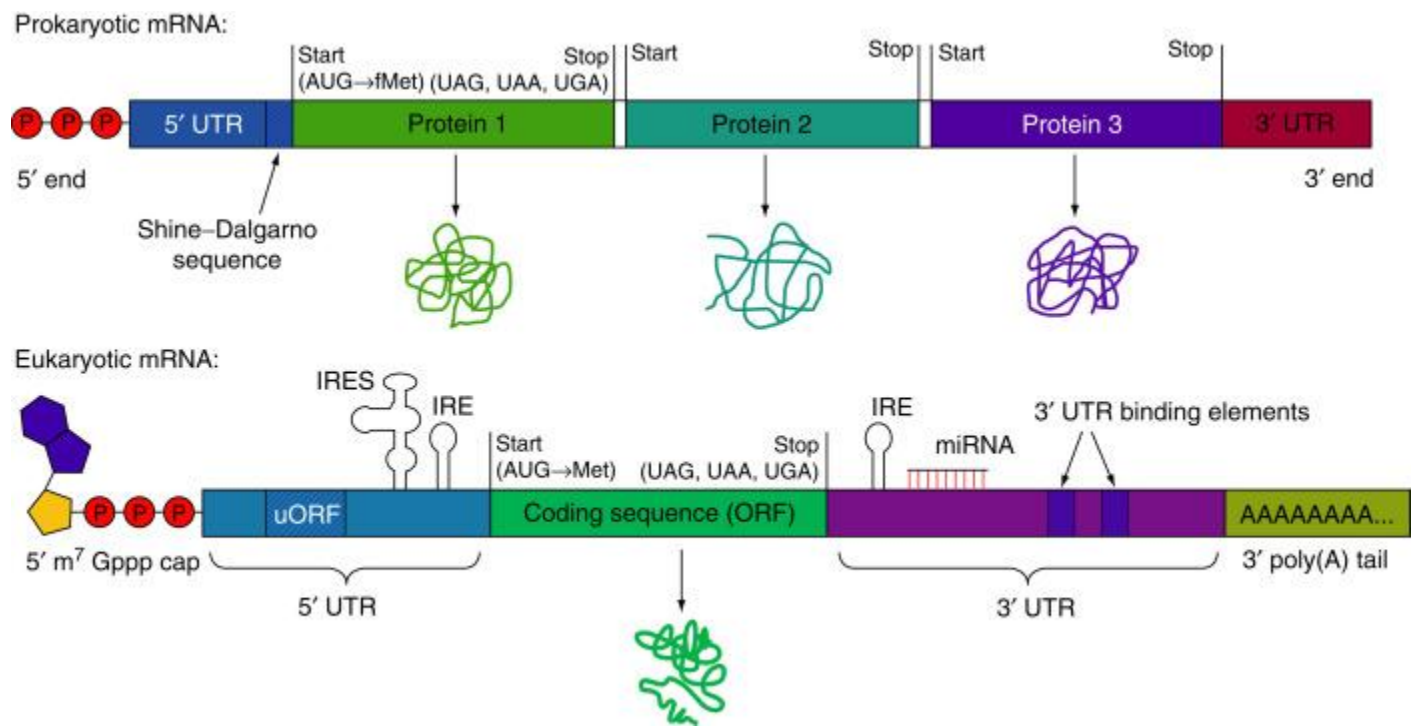 Prokaryotic mRNA:
Start
(AUG→fMet)
Stop
(UAG, UAA, UGA)
Start
Stop
Start
Stop
P P P
5′ UTR
Protein 1
Protein 2
Protein 3
3′ UTR
5′ end
3′ end
Shine–Dalgarno
sequence
Eukaryotic mRNA:
IRES
IRE
Start
(AUG→Met)
Stop
(UAG, UAA, UGA)
IRE
miRNA
3′ UTR binding elements
P P P
uORF
Coding sequence (ORF)
AAAAAAAA...
5′ m⁷ Gppp cap
3′ poly(A) tail
5′ UTR
3′ UTR